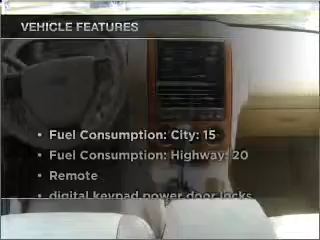 VEHICLE FEATURES
• Fuel Consumption: City: 15
• Fuel Consumption: Highway: 20
• Remote
• digital keypad power door locks